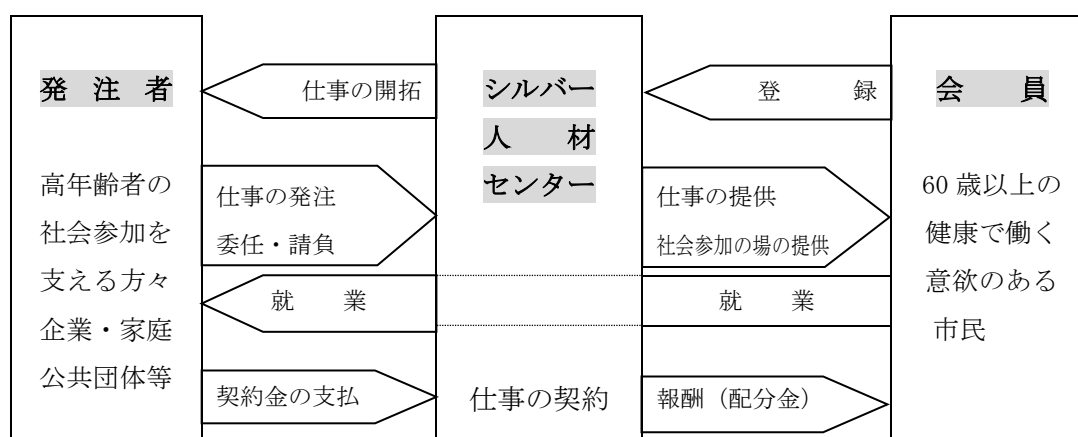 発 注 者
高年齢者の
社会参加を
支える方々
企業・家庭
公共団体等
仕事の開拓
仕事の発注
委任・請負
就 業
契約金の支払
シルバー
人 材
センター
仕事の契約
登 録
仕事の提供
社会参加の場の提供
就 業
報酬（配分金）
会 員
60 歳以上の
健康で働く
意欲のある
市民